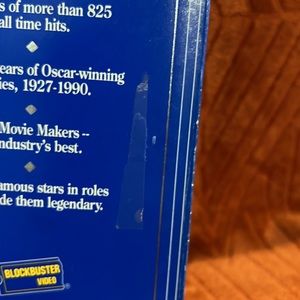 s of more than 825
all time hits.
ears of Oscar-winning
ies, 1927-1990.
Movie Makers --
ndustry's best.
amous stars in roles
de them legendary.
BLOCKBUSTER
VIDEO
®